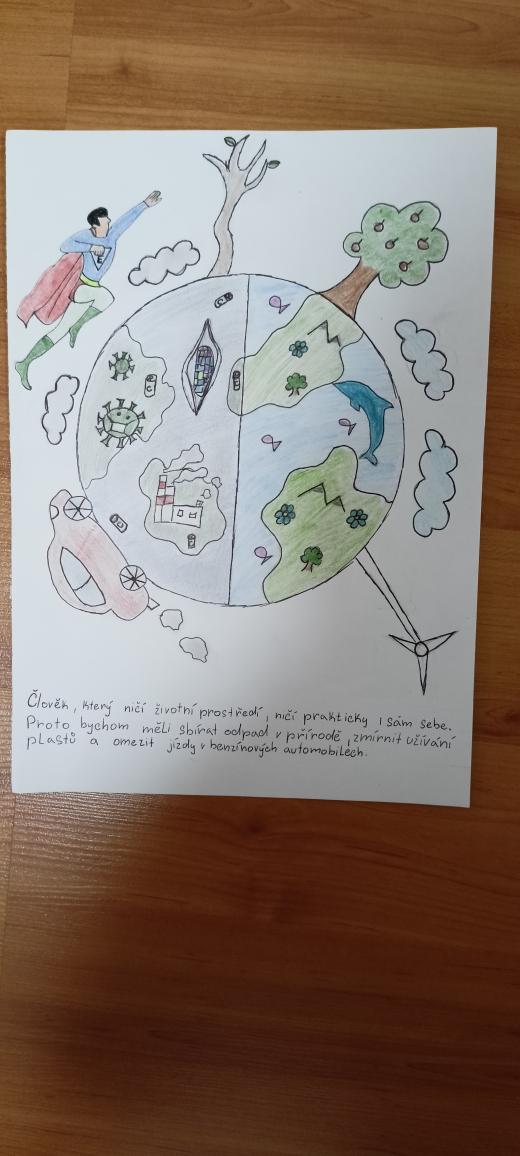 E
C
Člověk, který ničí životní prostředí, ničí prakticky i sám sebe.
Proto bychom měli sbírat odpad v přírodě, zmírnit užívání
plastů a omezit jízdy v benzínových automobilech.